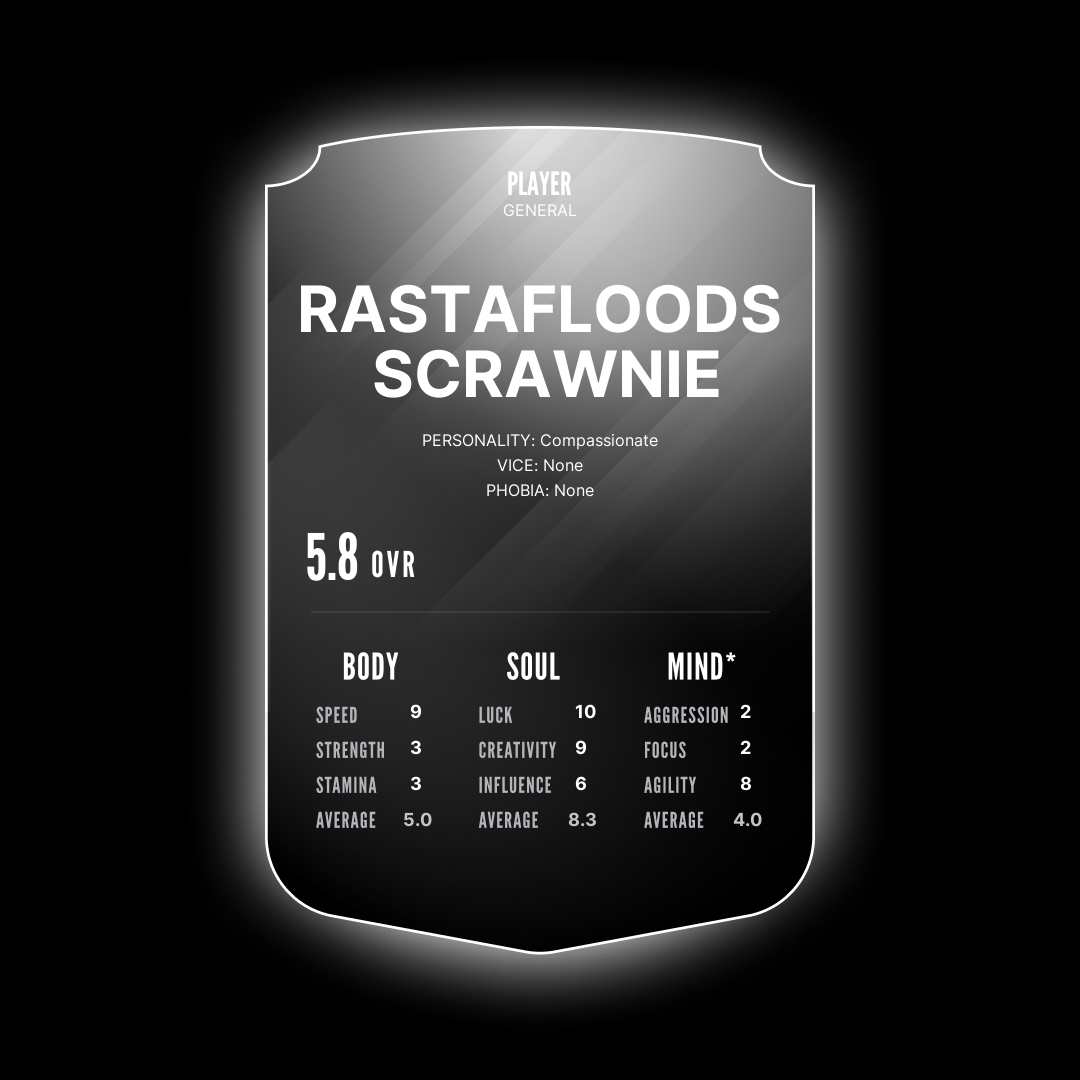 PLAYER
GENERAL
RASTAFLOODS
SCRAWNIE
PERSONALITY: Compassionate
VICE: None
PHOBIA: None
5.8 OVR
BODY SOUL MIND*
SPEED 9 LUCK 10 AGGRESSION 2
STRENGTH 3 CREATIVITY 9 FOCUS 2
STAMINA 3 INFLUENCE 6 AGILITY 8
AVERAGE 5.0 AVERAGE 8.3 AVERAGE 4.0